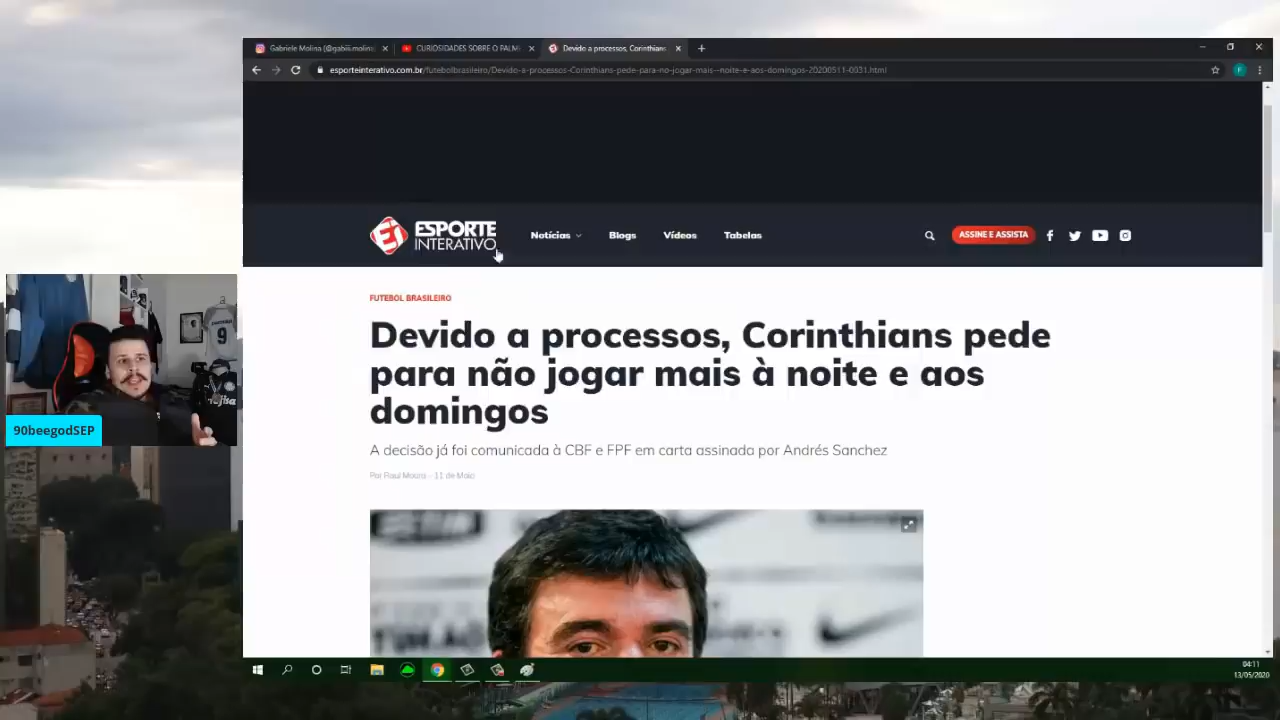 Gabriele Molina (@gabiii.molina
CURIOSIDADES SOBRE O PALM
Devido a processos, Corinthians
esporteinterativo.com.br/futebolbrasileiro/Devido-a-processos-Corinthians-pede-para-no-jogar-mais--noite-e-aos-domingos-20200511-0031.html
F
EI ESPORTE INTERATIVO
Notícias
Blogs
Vídeos
Tabelas
ASSINE E ASSISTA
FUTEBOL BRASILEIRO
Devido a processos, Corinthians pede
para não jogar mais à noite e aos
domingos
A decisão já foi comunicada à CBF e FPF em carta assinada por Andrés Sanchez
Por Raul Moura - 11 de Maio
9
90beegodSEP
04:11
13/05/2020